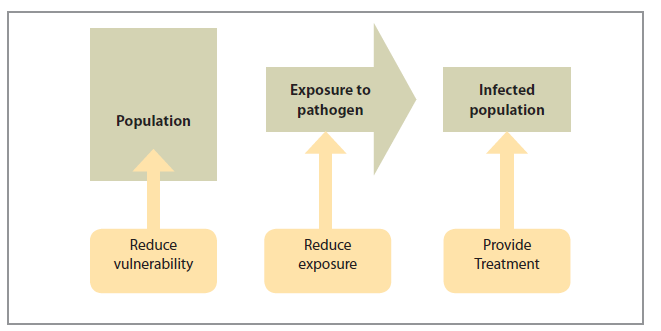 Population
Exposure to
pathogen
Infected
population
Reduce
vulnerability
Reduce
exposure
Provide
Treatment